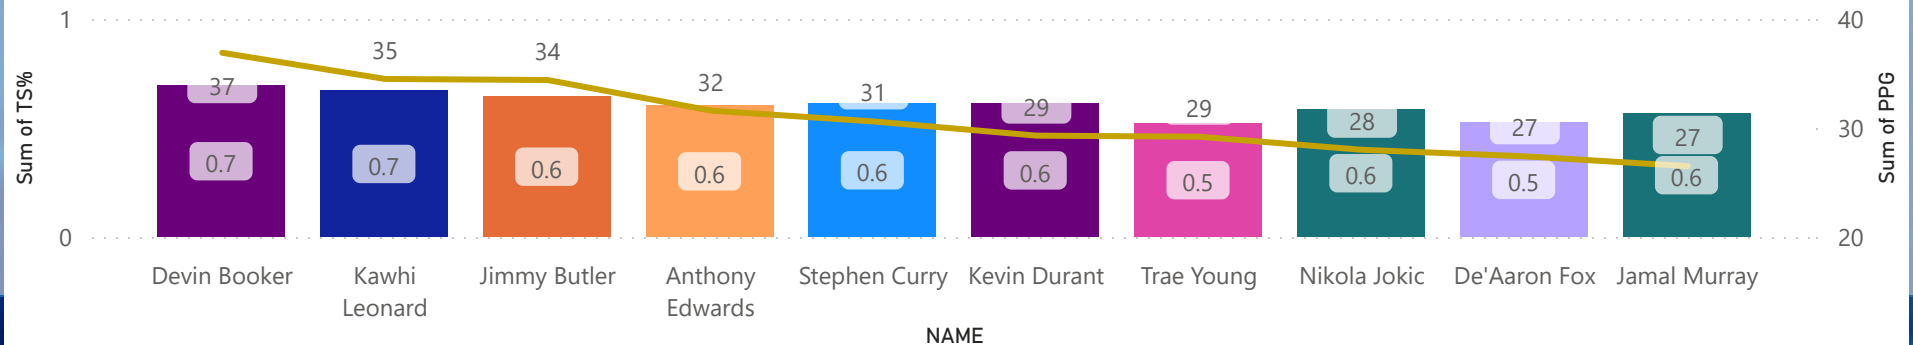 1
0
Sum of TS%
40
30
20
Sum of PPG
37
35
34
32
31
29
29
28
27
27
0.7
0.7
0.6
0.6
0.6
0.6
0.5
0.6
0.5
0.6
Devin Booker
Kawhi
Leonard
Jimmy Butler
Anthony
Edwards
Stephen Curry
Kevin Durant
Trae Young
Nikola Jokic
De'Aaron Fox
Jamal Murray
NAME